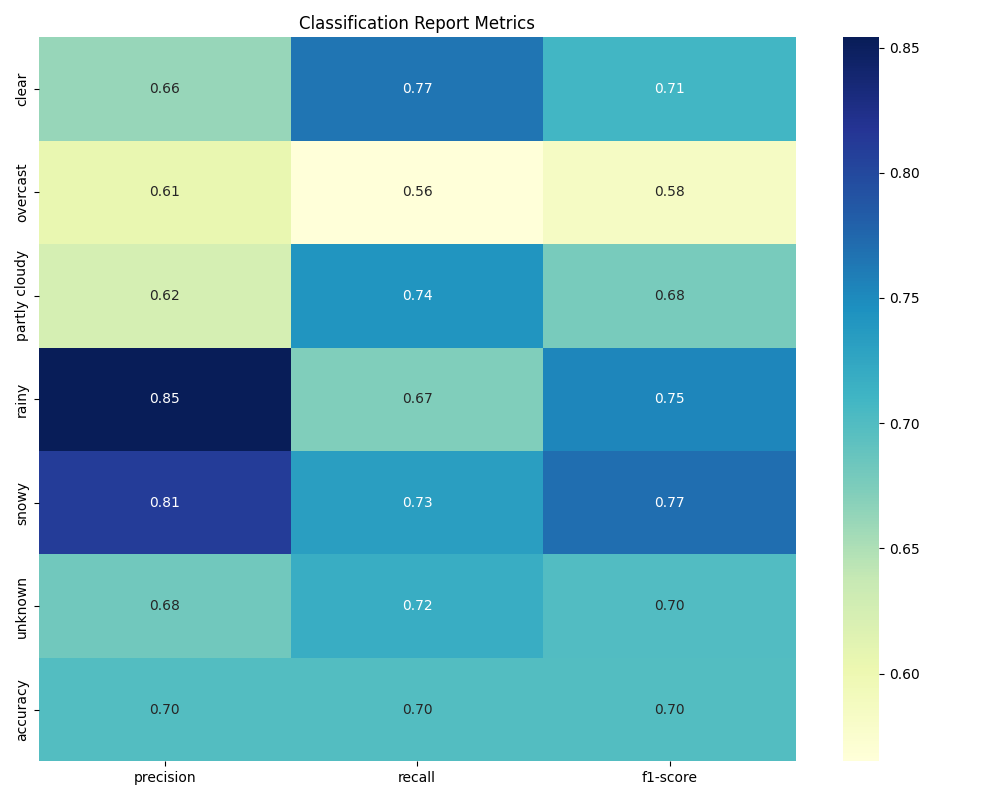 Classification Report Metrics
clear 0.66 0.77 0.71
overcast 0.61 0.56 0.58
partly cloudy 0.62 0.74 0.68
rainy 0.85 0.67 0.75
snowy 0.81 0.73 0.77
unknown 0.68 0.72 0.70
accuracy 0.70 0.70 0.70
precision recall f1-score
0.85
0.80
0.75
0.70
0.65
0.60